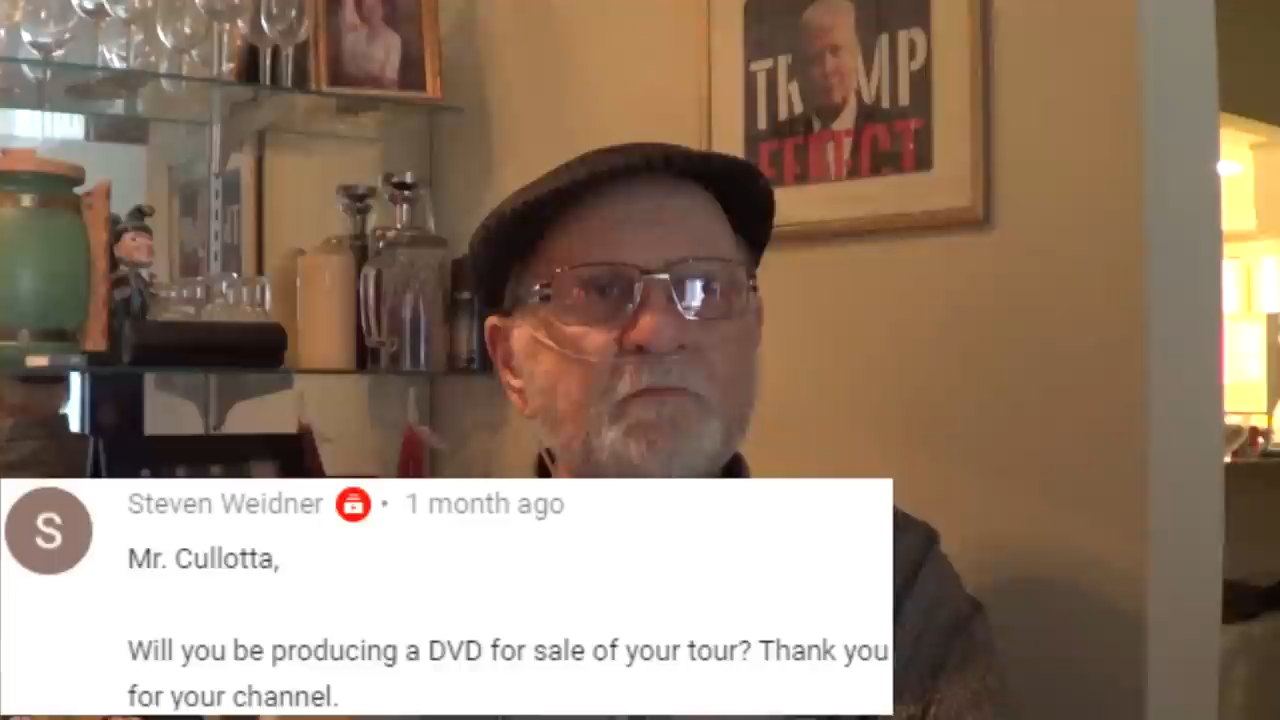 TRUMP
EFFECT
S
Steven Weidner • 1 month ago
Mr. Cullotta,
Will you be producing a DVD for sale of your tour? Thank you
for your channel.